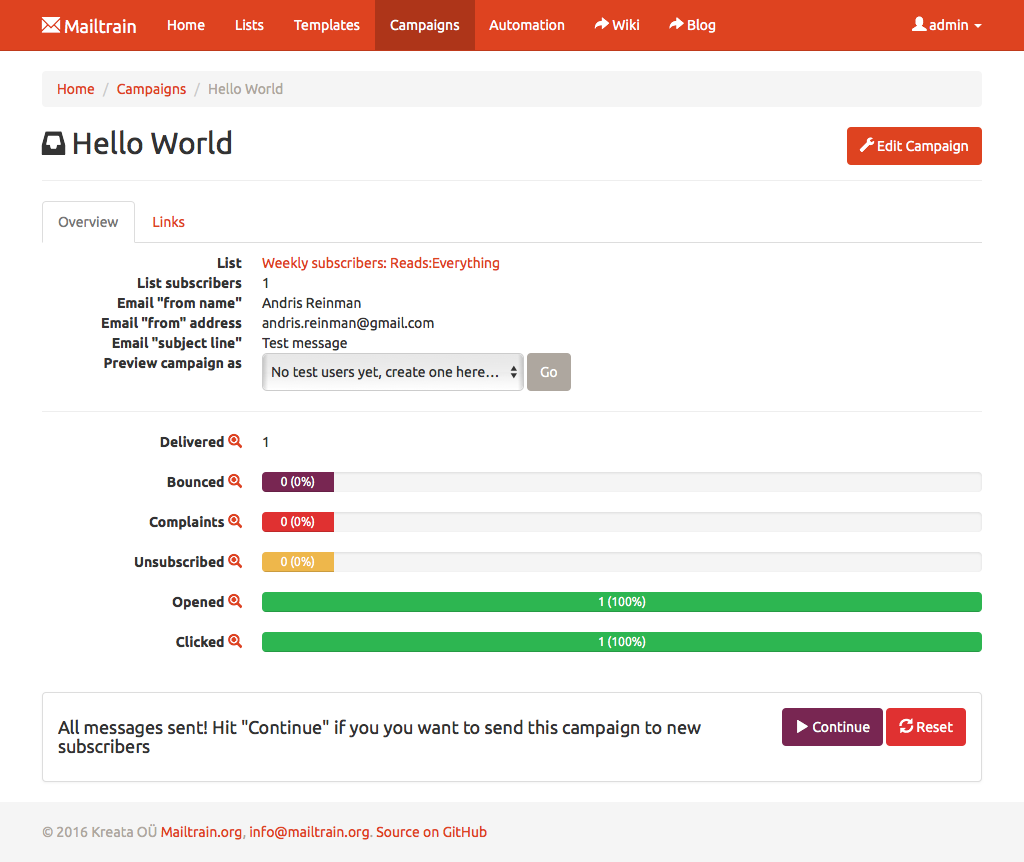 Mailtrain Home Lists Templates Campaigns Automation Wiki Blog admin
Home / Campaigns / Hello World
Hello World Edit Campaign
Overview Links
List Weekly subscribers: Reads:Everything
List subscribers 1
Email "from name" Andris Reinman
Email "from" address andris.reinman@gmail.com
Email "subject line" Test message
Preview campaign as
No test users yet, create one here... Go
Delivered 1
Bounced 0 (0%)
Complaints 0 (0%)
Unsubscribed 0 (0%)
Opened 1 (100%)
Clicked 1 (100%)
All messages sent! Hit "Continue" if you you want to send this campaign to new
subscribers
Continue Reset
© 2016 Kreata OÜ Mailtrain.org, info@mailtrain.org. Source on GitHub